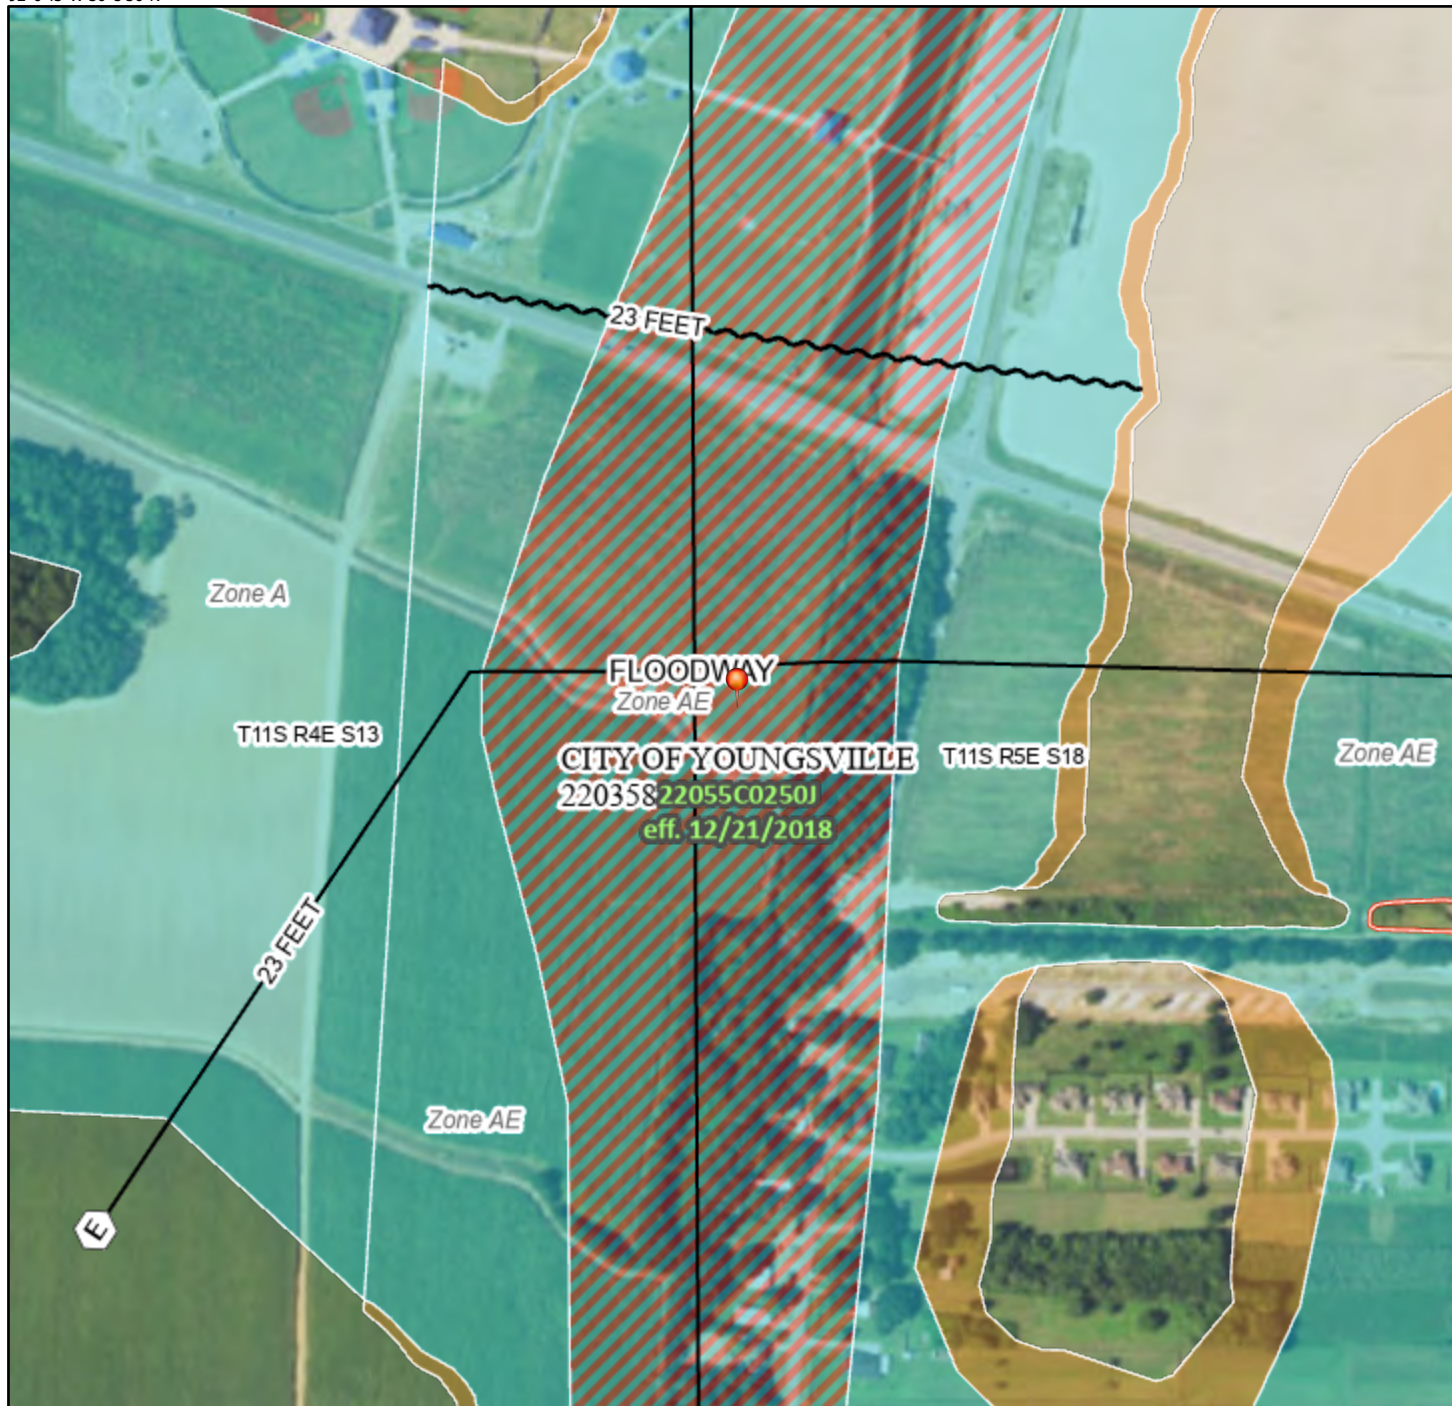 23 FEET
Zone A
FLOODWAY
Zone AE
T11S R4E S13
CITY OF YOUNGSVILLE
T11S R5E S18
Zone AE
220358
22055C0250J
eff. 12/21/2018
23 FEET
Zone AE
E